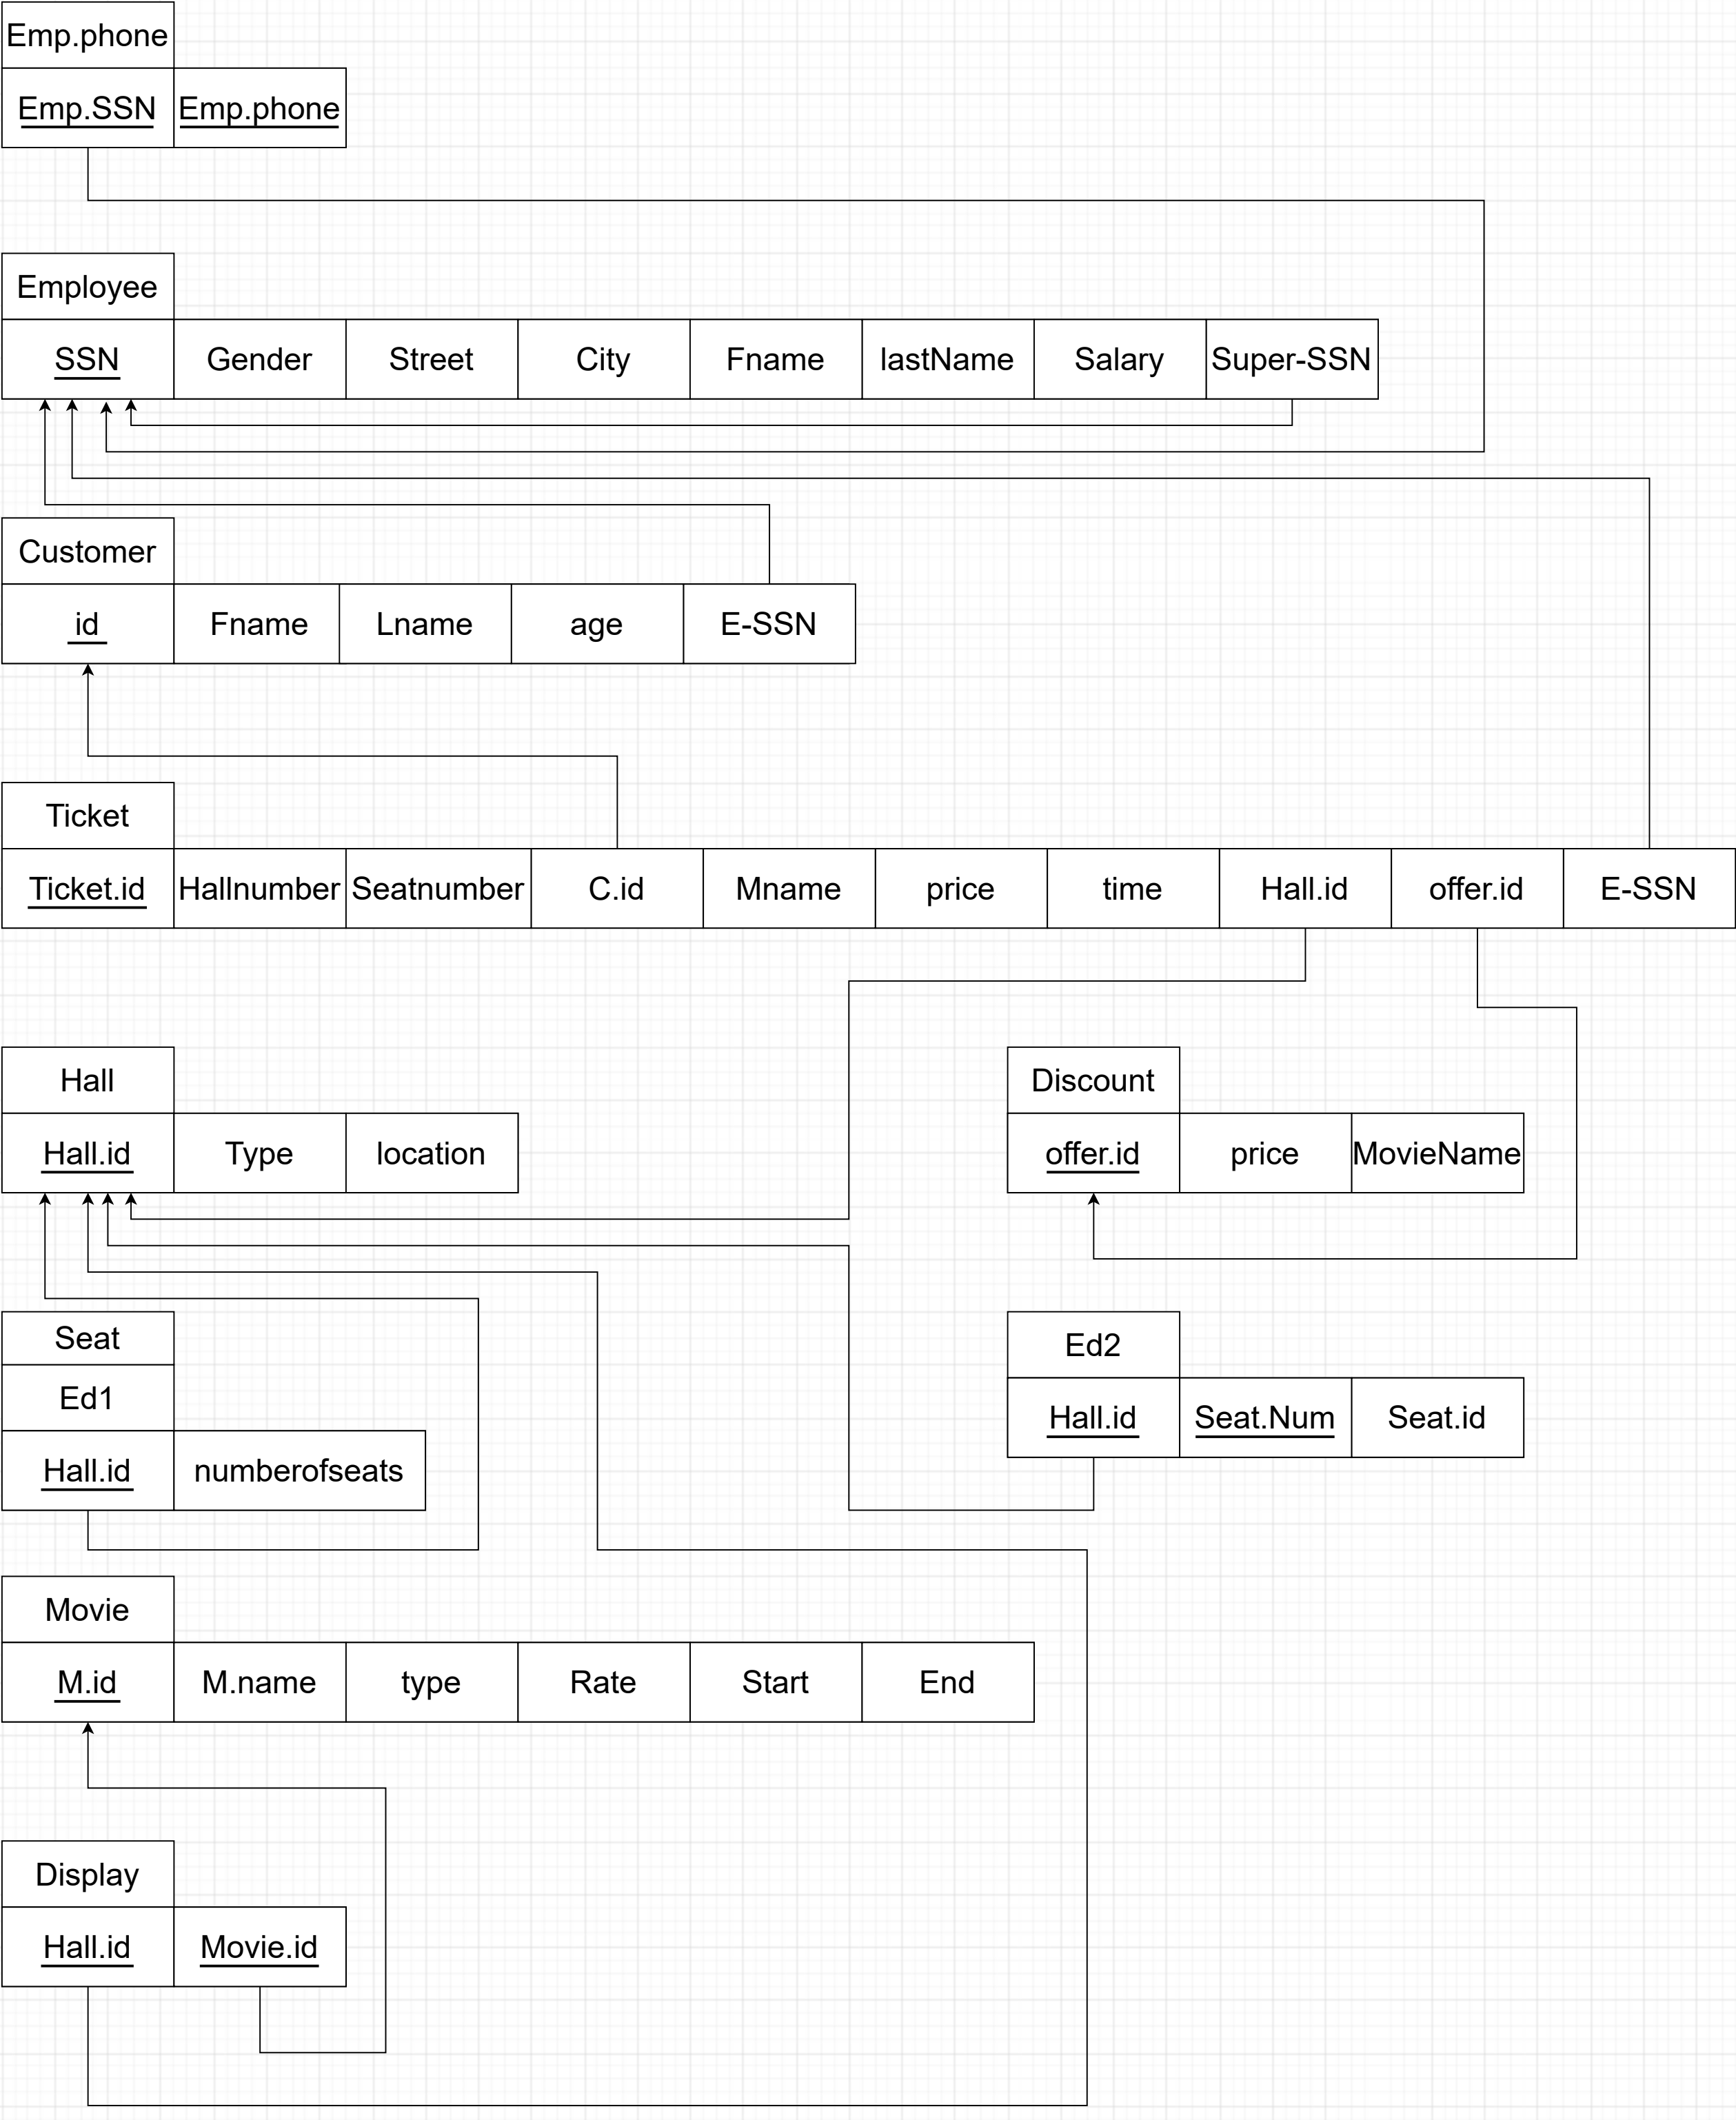 Emp.phone
Emp.SSN Emp.phone
Employee
SSN Gender Street City Fname lastName Salary Super-SSN
Customer
id Fname Lname age E-SSN
Ticket
Ticket.id Hallnumber Seatnumber C.id Mname price time Hall.id offer.id E-SSN
Hall
Hall.id Type location
Discount
offer.id price MovieName
Seat
Ed1
Hall.id numberofseats
Ed2
Hall.id Seat.Num Seat.id
Movie
M.id M.name type Rate Start End
Display
Hall.id Movie.id